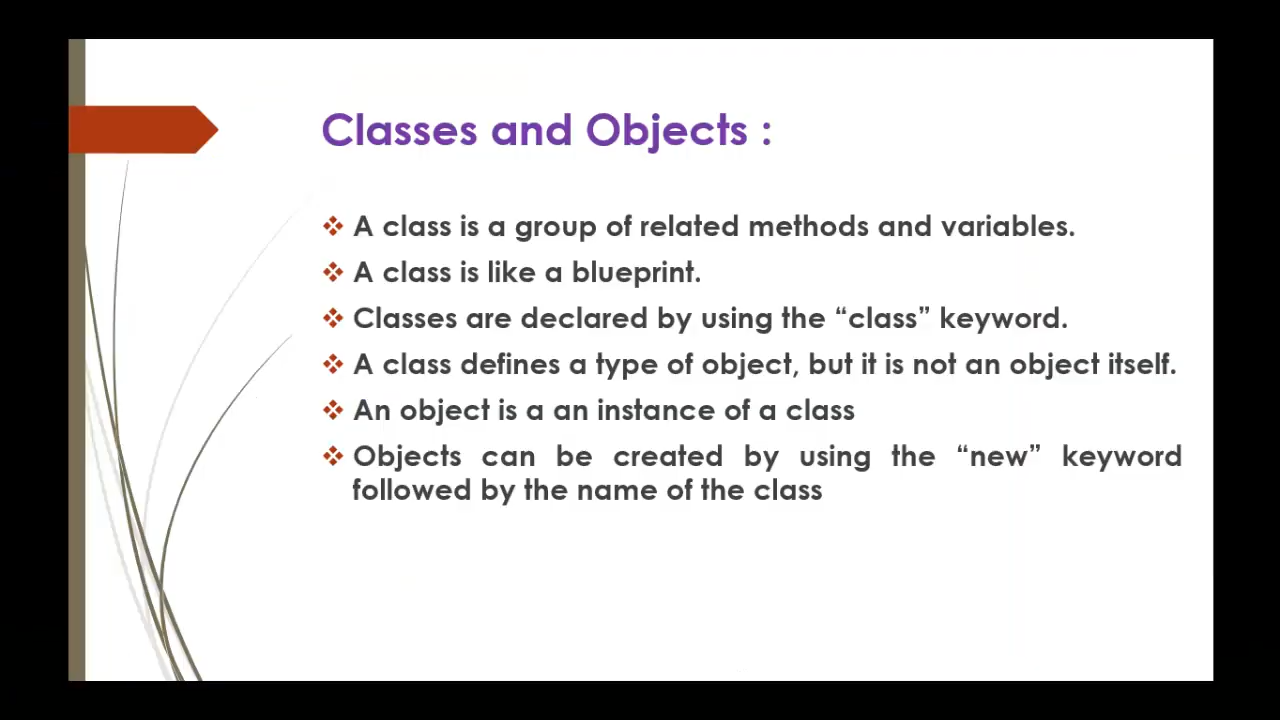 Classes and Objects :
❖ A class is a group of related methods and variables.
❖ A class is like a blueprint.
❖ Classes are declared by using the “class” keyword.
❖ A class defines a type of object, but it is not an object itself.
❖ An object is a an instance of a class
❖ Objects can be created by using the “new” keyword
followed by the name of the class